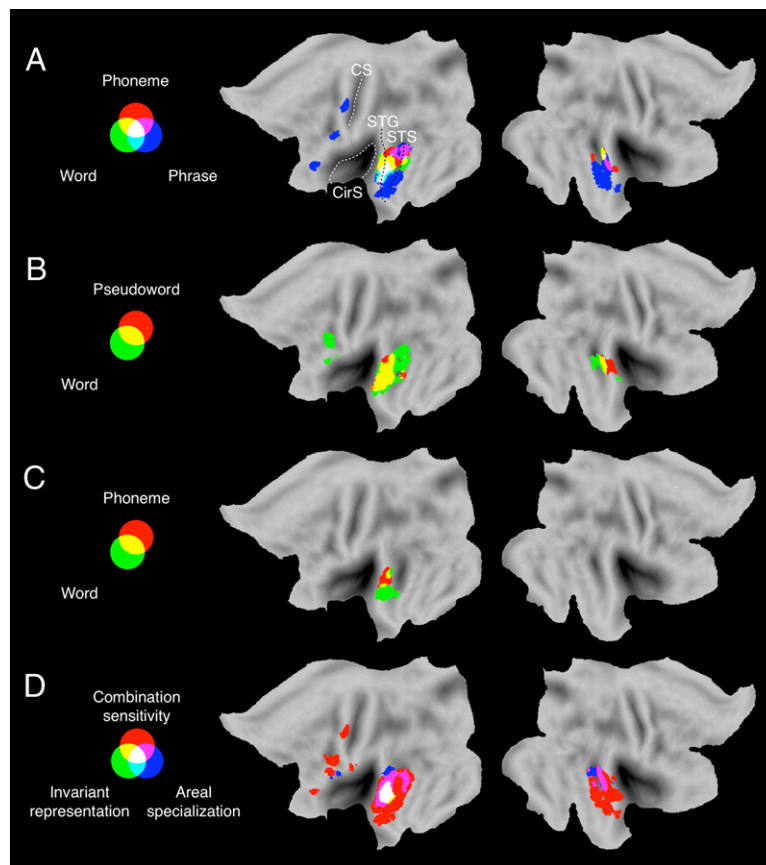 A
Phoneme
Word
Phrase
CS
STG
STS
CirS
B
Pseudoword
Word
C
Phoneme
Word
D
Combination
sensitivity
Invariant
representation
Areal
specialization